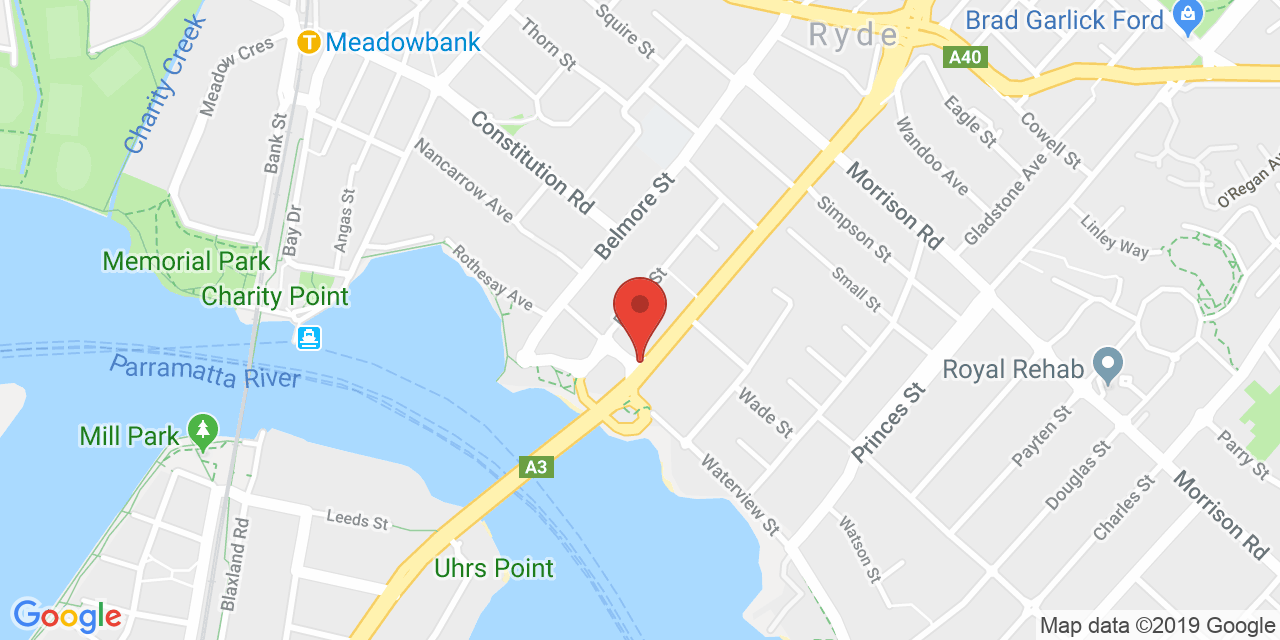 Charity Creek
Meadow Cres
Meadowbank
Thorn St
Squire St
Ryde
Brad Garlick Ford
A40
Bank St
Constitution Rd
Nancarrow Ave
Belmore St
Eagle St
Cowell St
Wandoo Ave
Gladstone Ave
Morrison Rd
Simpson St
Small St
Linley Way
O'Regan
Angas St
Bay Dr
Memorial Park
Charity Point
Rothesay Ave
St
Parramatta River
Mill Park
A3
Royal Rehab
Princes St
Wade St
Payten St
Douglas St
Charles St
Parry St
Morrison Rd
Waterview St
Watson St
Leeds St
Blaxland Rd
Uhrs Point
Google
Map data ©2019 Google